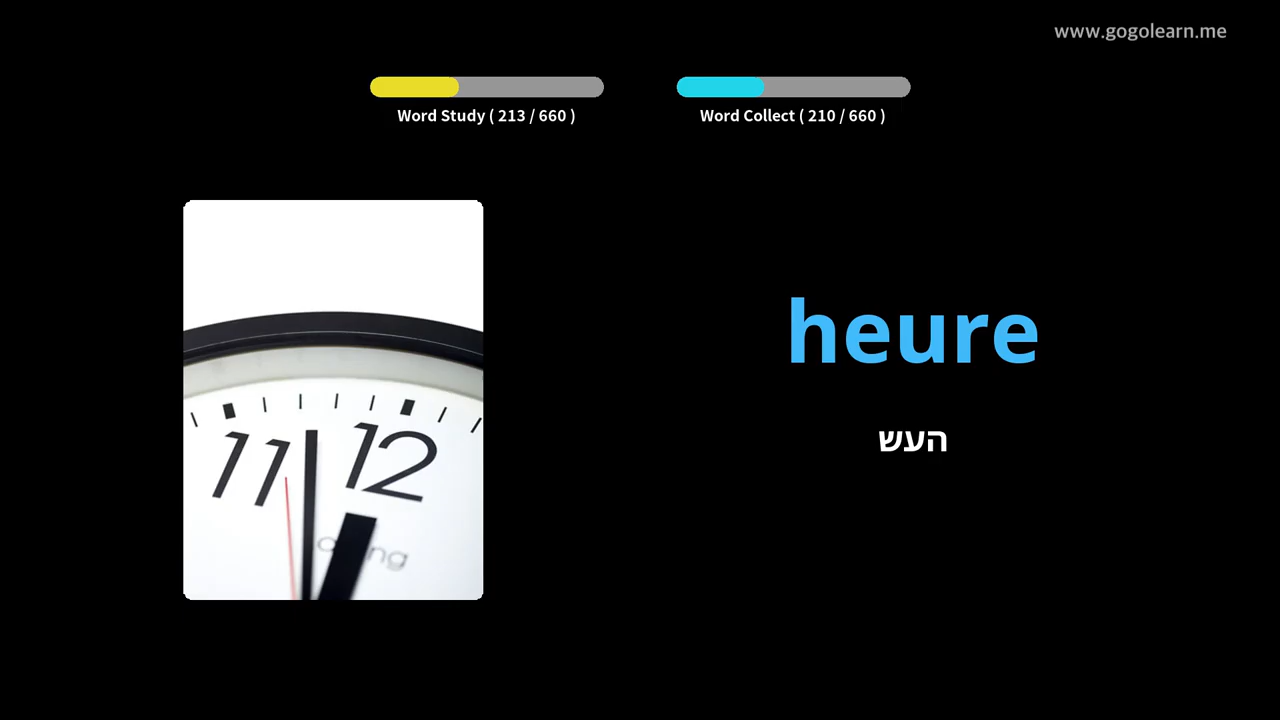 www.gogolearn.me
Word Study ( 213 / 660 )
Word Collect ( 210 / 660 )
heure
העש
11 12